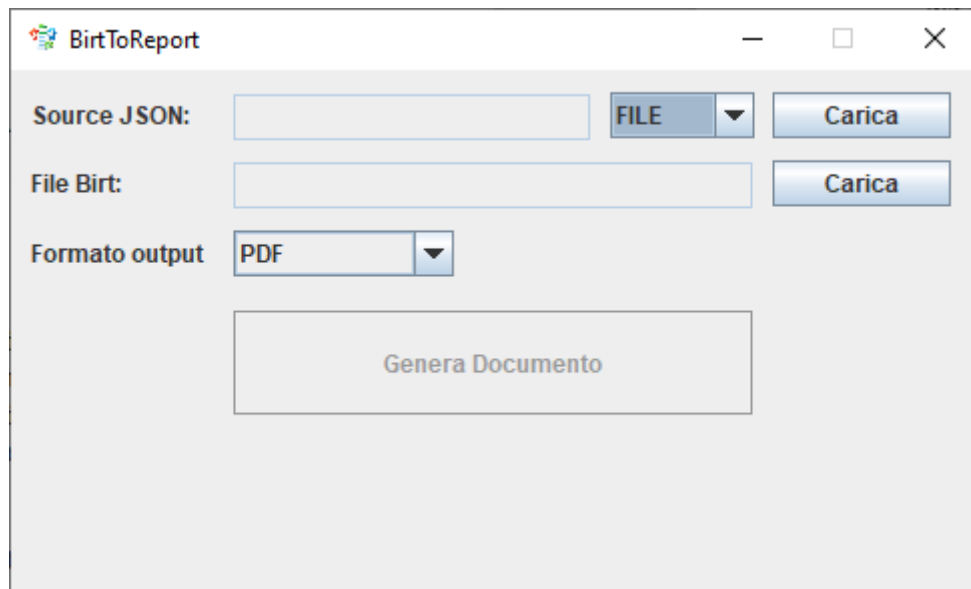 BirtToReport
Source JSON: FILE Carica
File Birt: Carica
Formato output PDF
Genera Documento